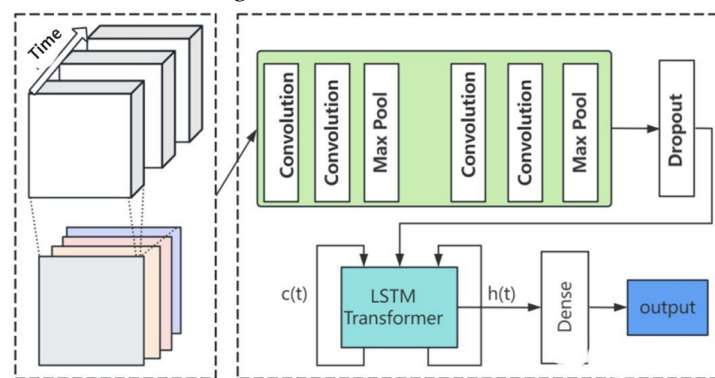 Time
Convolution
Convolution
Max Pool
Convolution
Convolution
Max Pool
Dropout
c(t)
LSTM
Transformer
h(t)
Dense
output